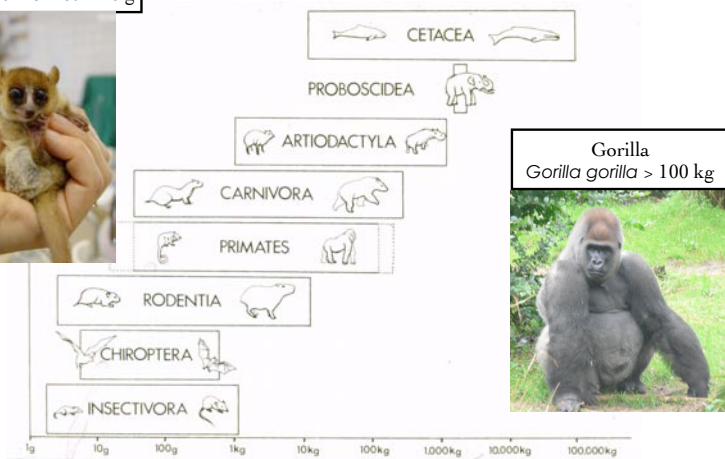 CETACEA
PROBOSCIDEA
ARTIODACTYLA
CARNIVORA
PRIMATES
RODENTIA
CHIROPTERA
INSECTIVORA
Gorilla
Gorilla gorilla > 100 kg
1g 10g 100g 1kg 10kg 100kg 1,000kg 10,000kg 100,000kg